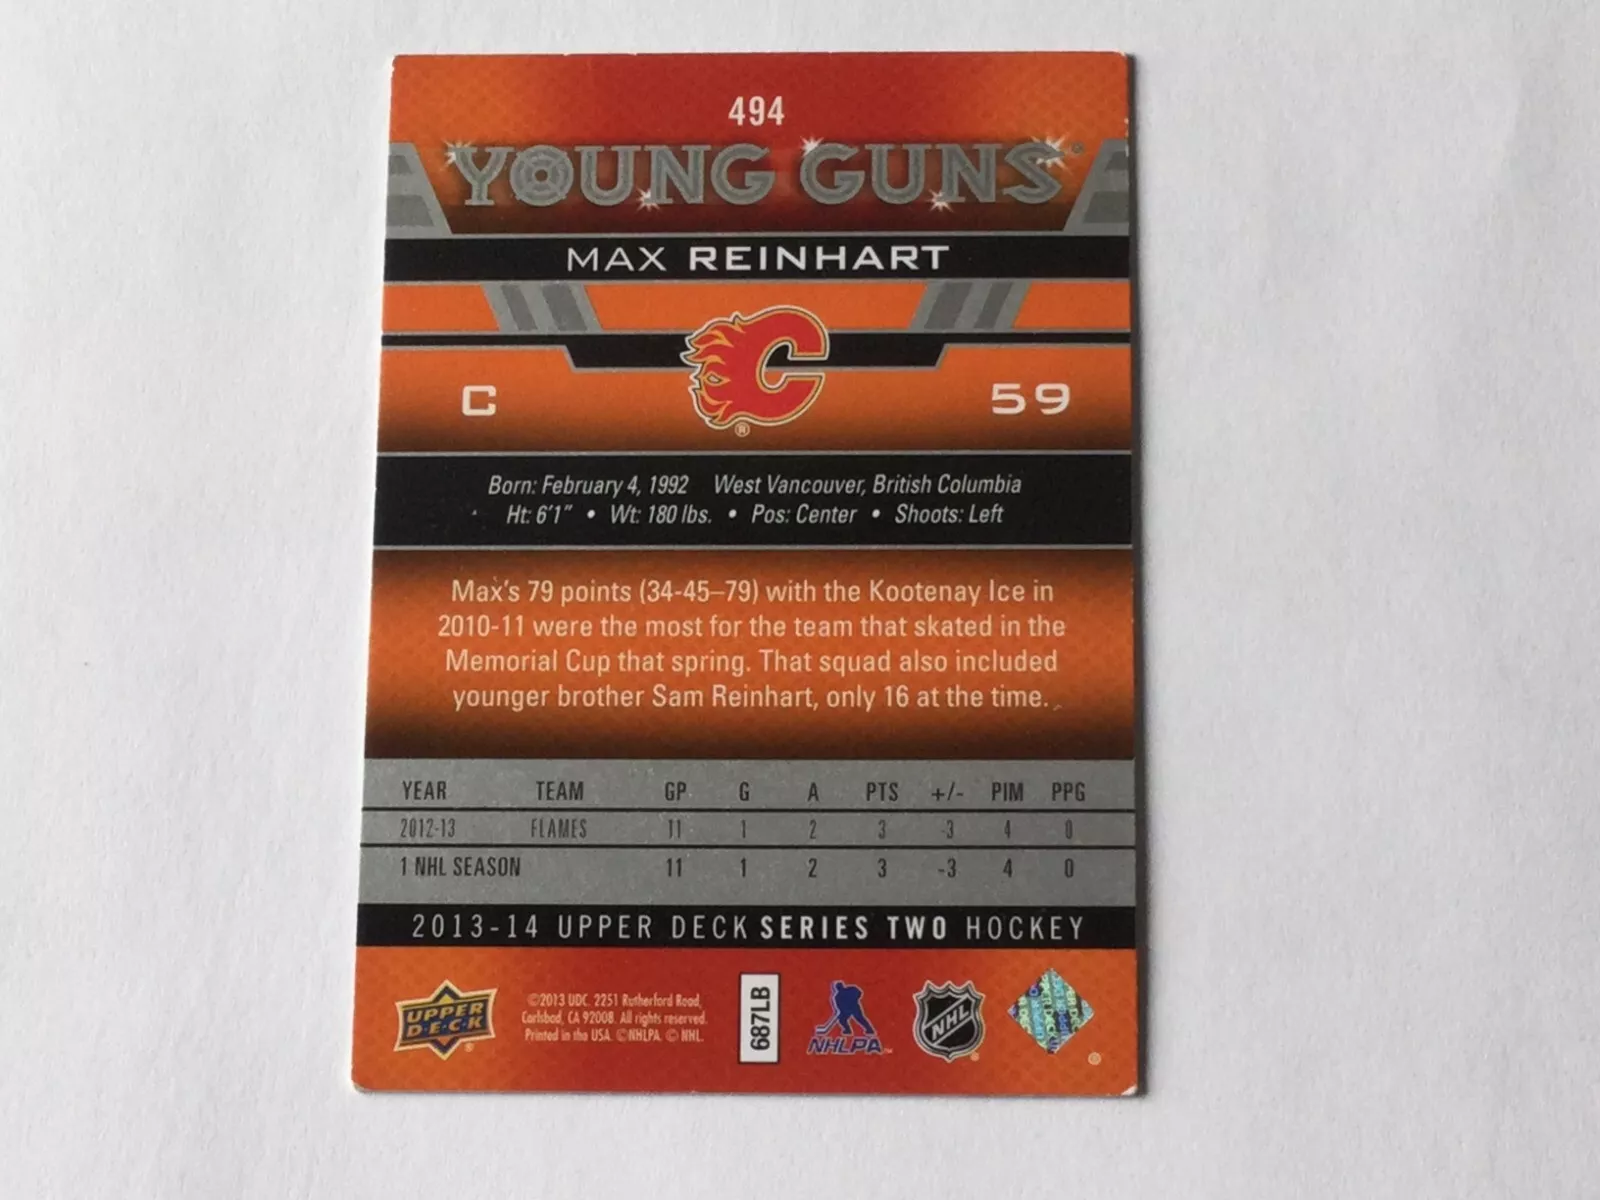 494
YOUNG GUNS®
MAX REINHART
C
®
C 59
Born: February 4, 1992 West Vancouver, British Columbia
Ht: 6'1" • Wt: 180 lbs. • Pos: Center • Shoots: Left
Max's 79 points (34-45–79) with the Kootenay Ice in
2010-11 were the most for the team that skated in the
Memorial Cup that spring. That squad also included
younger brother Sam Reinhart, only 16 at the time.
YEAR TEAM GP G A PTS +/- PIM PPG
2012-13 FLAMES 11 1 2 3 -3 4 0
1 NHL SEASON 11 1 2 3 -3 4 0
2013-14 UPPER DECK SERIES TWO HOCKEY
UPPER
D·E·C·K
®
©2013 UDC. 2251 Rutherford Road,
Carlsbad, CA 92008. All rights reserved.
Printed in the USA. ©NHLPA. © NHL.
687LB
NHLPA™
NHL
®
®